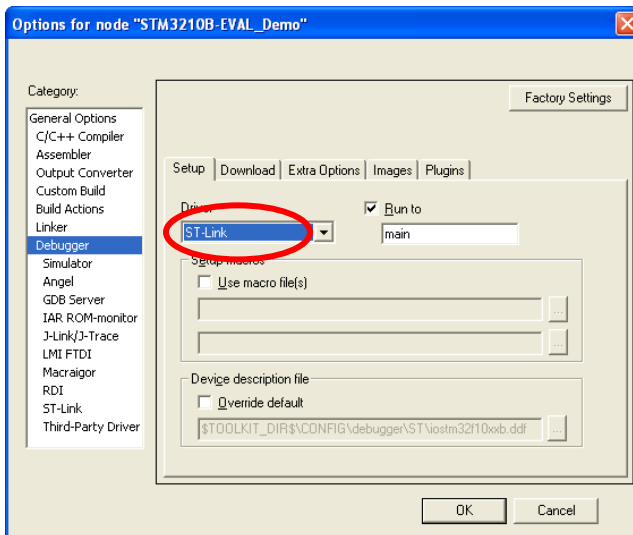 Options for node "STM3210B-EVAL_Demo"
Category:
Factory Settings
General Options
C/C++ Compiler
Assembler
Output Converter
Custom Build
Build Actions
Linker
Debugger
Simulator
Angel
GDB Server
IAR ROM-monitor
J-Link/J-Trace
LMI FTDI
Macraigor
RDI
ST-Link
Third-Party Driver
Setup Download Extra Options Images Plugins
Driver
Run to
ST-Link
main
Setup macros
Use macro file(s)
...
...
Device description file
Override default
$TOOLKIT_DIR$\CONFIG\debugger\ST\iostm32f10xxb.ddf ...
OK Cancel